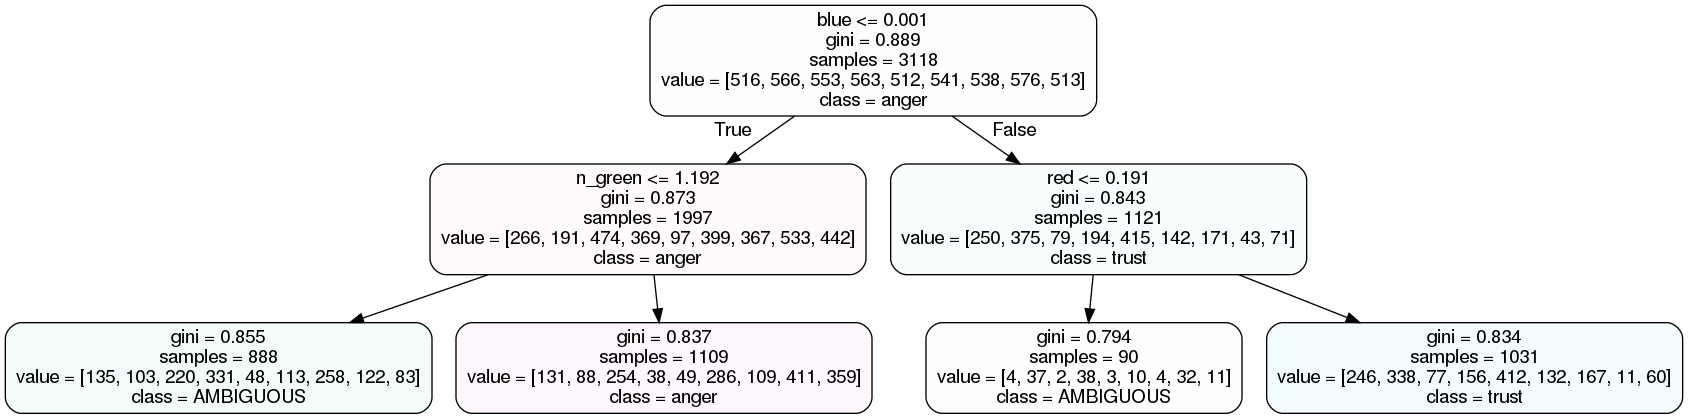 blue <= 0.001
gini = 0.889
samples = 3118
value = [516, 566, 553, 563, 512, 541, 538, 576, 513]
class = anger
True
False
n_green <= 1.192
gini = 0.873
samples = 1997
value = [266, 191, 474, 369, 97, 399, 367, 533, 442]
class = anger
red <= 0.191
gini = 0.843
samples = 1121
value = [250, 375, 79, 194, 415, 142, 171, 43, 71]
class = trust
gini = 0.855
samples = 888
value = [135, 103, 220, 331, 48, 113, 258, 122, 83]
class = AMBIGUOUS
gini = 0.837
samples = 1109
value = [131, 88, 254, 38, 49, 286, 109, 411, 359]
class = anger
gini = 0.794
samples = 90
value = [4, 37, 2, 38, 3, 10, 4, 32, 11]
class = AMBIGUOUS
gini = 0.834
samples = 1031
value = [246, 338, 77, 156, 412, 132, 167, 11, 60]
class = trust